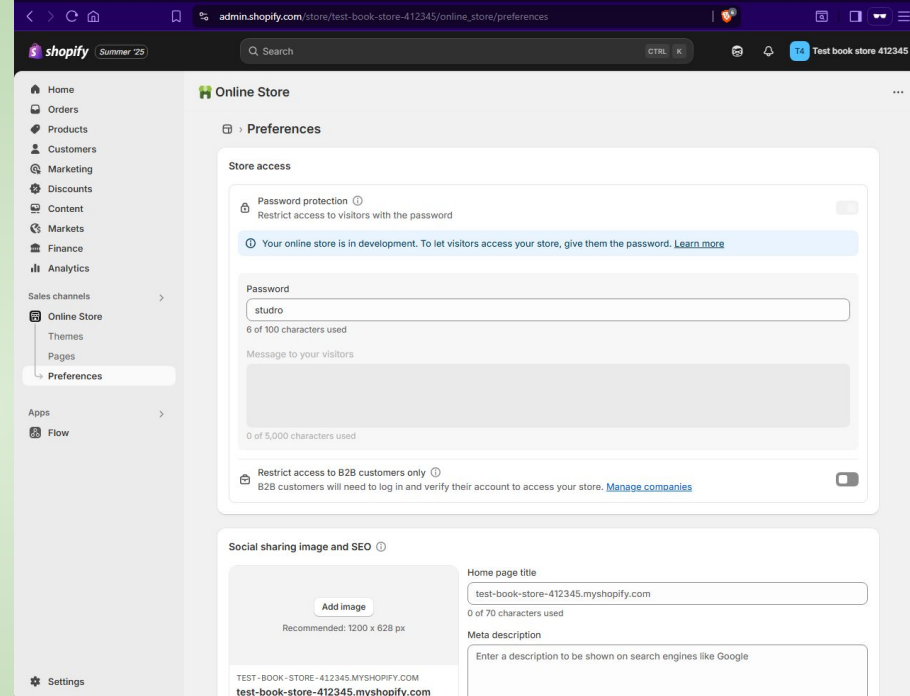 admin.shopify.com/store/test-book-store-412345/online_store/preferences
6
shopify Summer '25
Search
CTRL K
T4 Test book store 412345
Home
Orders
Products
Customers
Marketing
Discounts
Content
Markets
Finance
Analytics
Sales channels
Online Store
Themes
Pages
Preferences
Apps
Flow
Settings
Online Store
Preferences
Store access
Password protection
Restrict access to visitors with the password
Your online store is in development. To let visitors access your store, give them the password. Learn more
Password
studro
6 of 100 characters used
Message to your visitors
0 of 5,000 characters used
Restrict access to B2B customers only
B2B customers will need to log in and verify their account to access your store. Manage companies
Social sharing image and SEO
Add image
Recommended: 1200 x 628 px
TEST-BOOK-STORE-412345.MYSHOPIFY.COM
test-book-store-412345.myshopify.com
Home page title
test-book-store-412345.myshopify.com
0 of 70 characters used
Meta description
Enter a description to be shown on search engines like Google